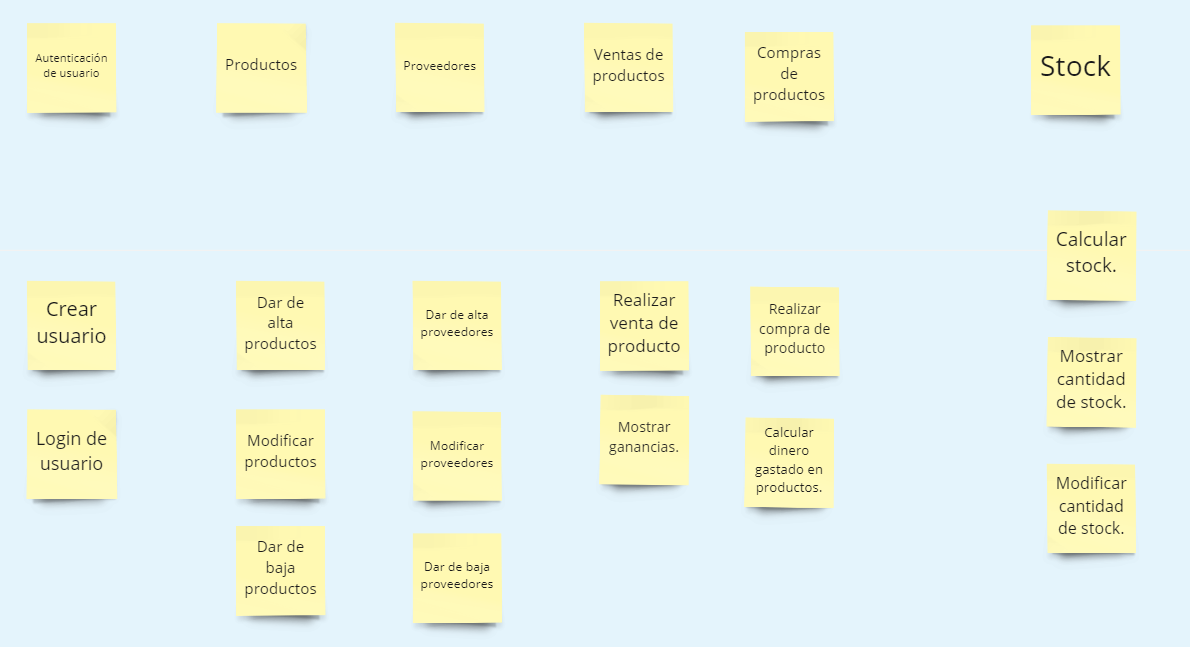 Autenticación
de usuario
Productos
Proveedores
Ventas de
productos
Compras
de
productos
Stock
Calcular
stock.
Crear
usuario
Dar de
alta
productos
Dar de alta
proveedores
Realizar
venta de
producto
Realizar
compra de
producto
Mostrar
cantidad
de stock.
Login de
usuario
Modificar
productos
Modificar
proveedores
Mostrar
ganancias.
Calcular
dinero
gastado en
productos.
Modificar
cantidad
de stock.
Dar de
baja
productos
Dar de baja
proveedores